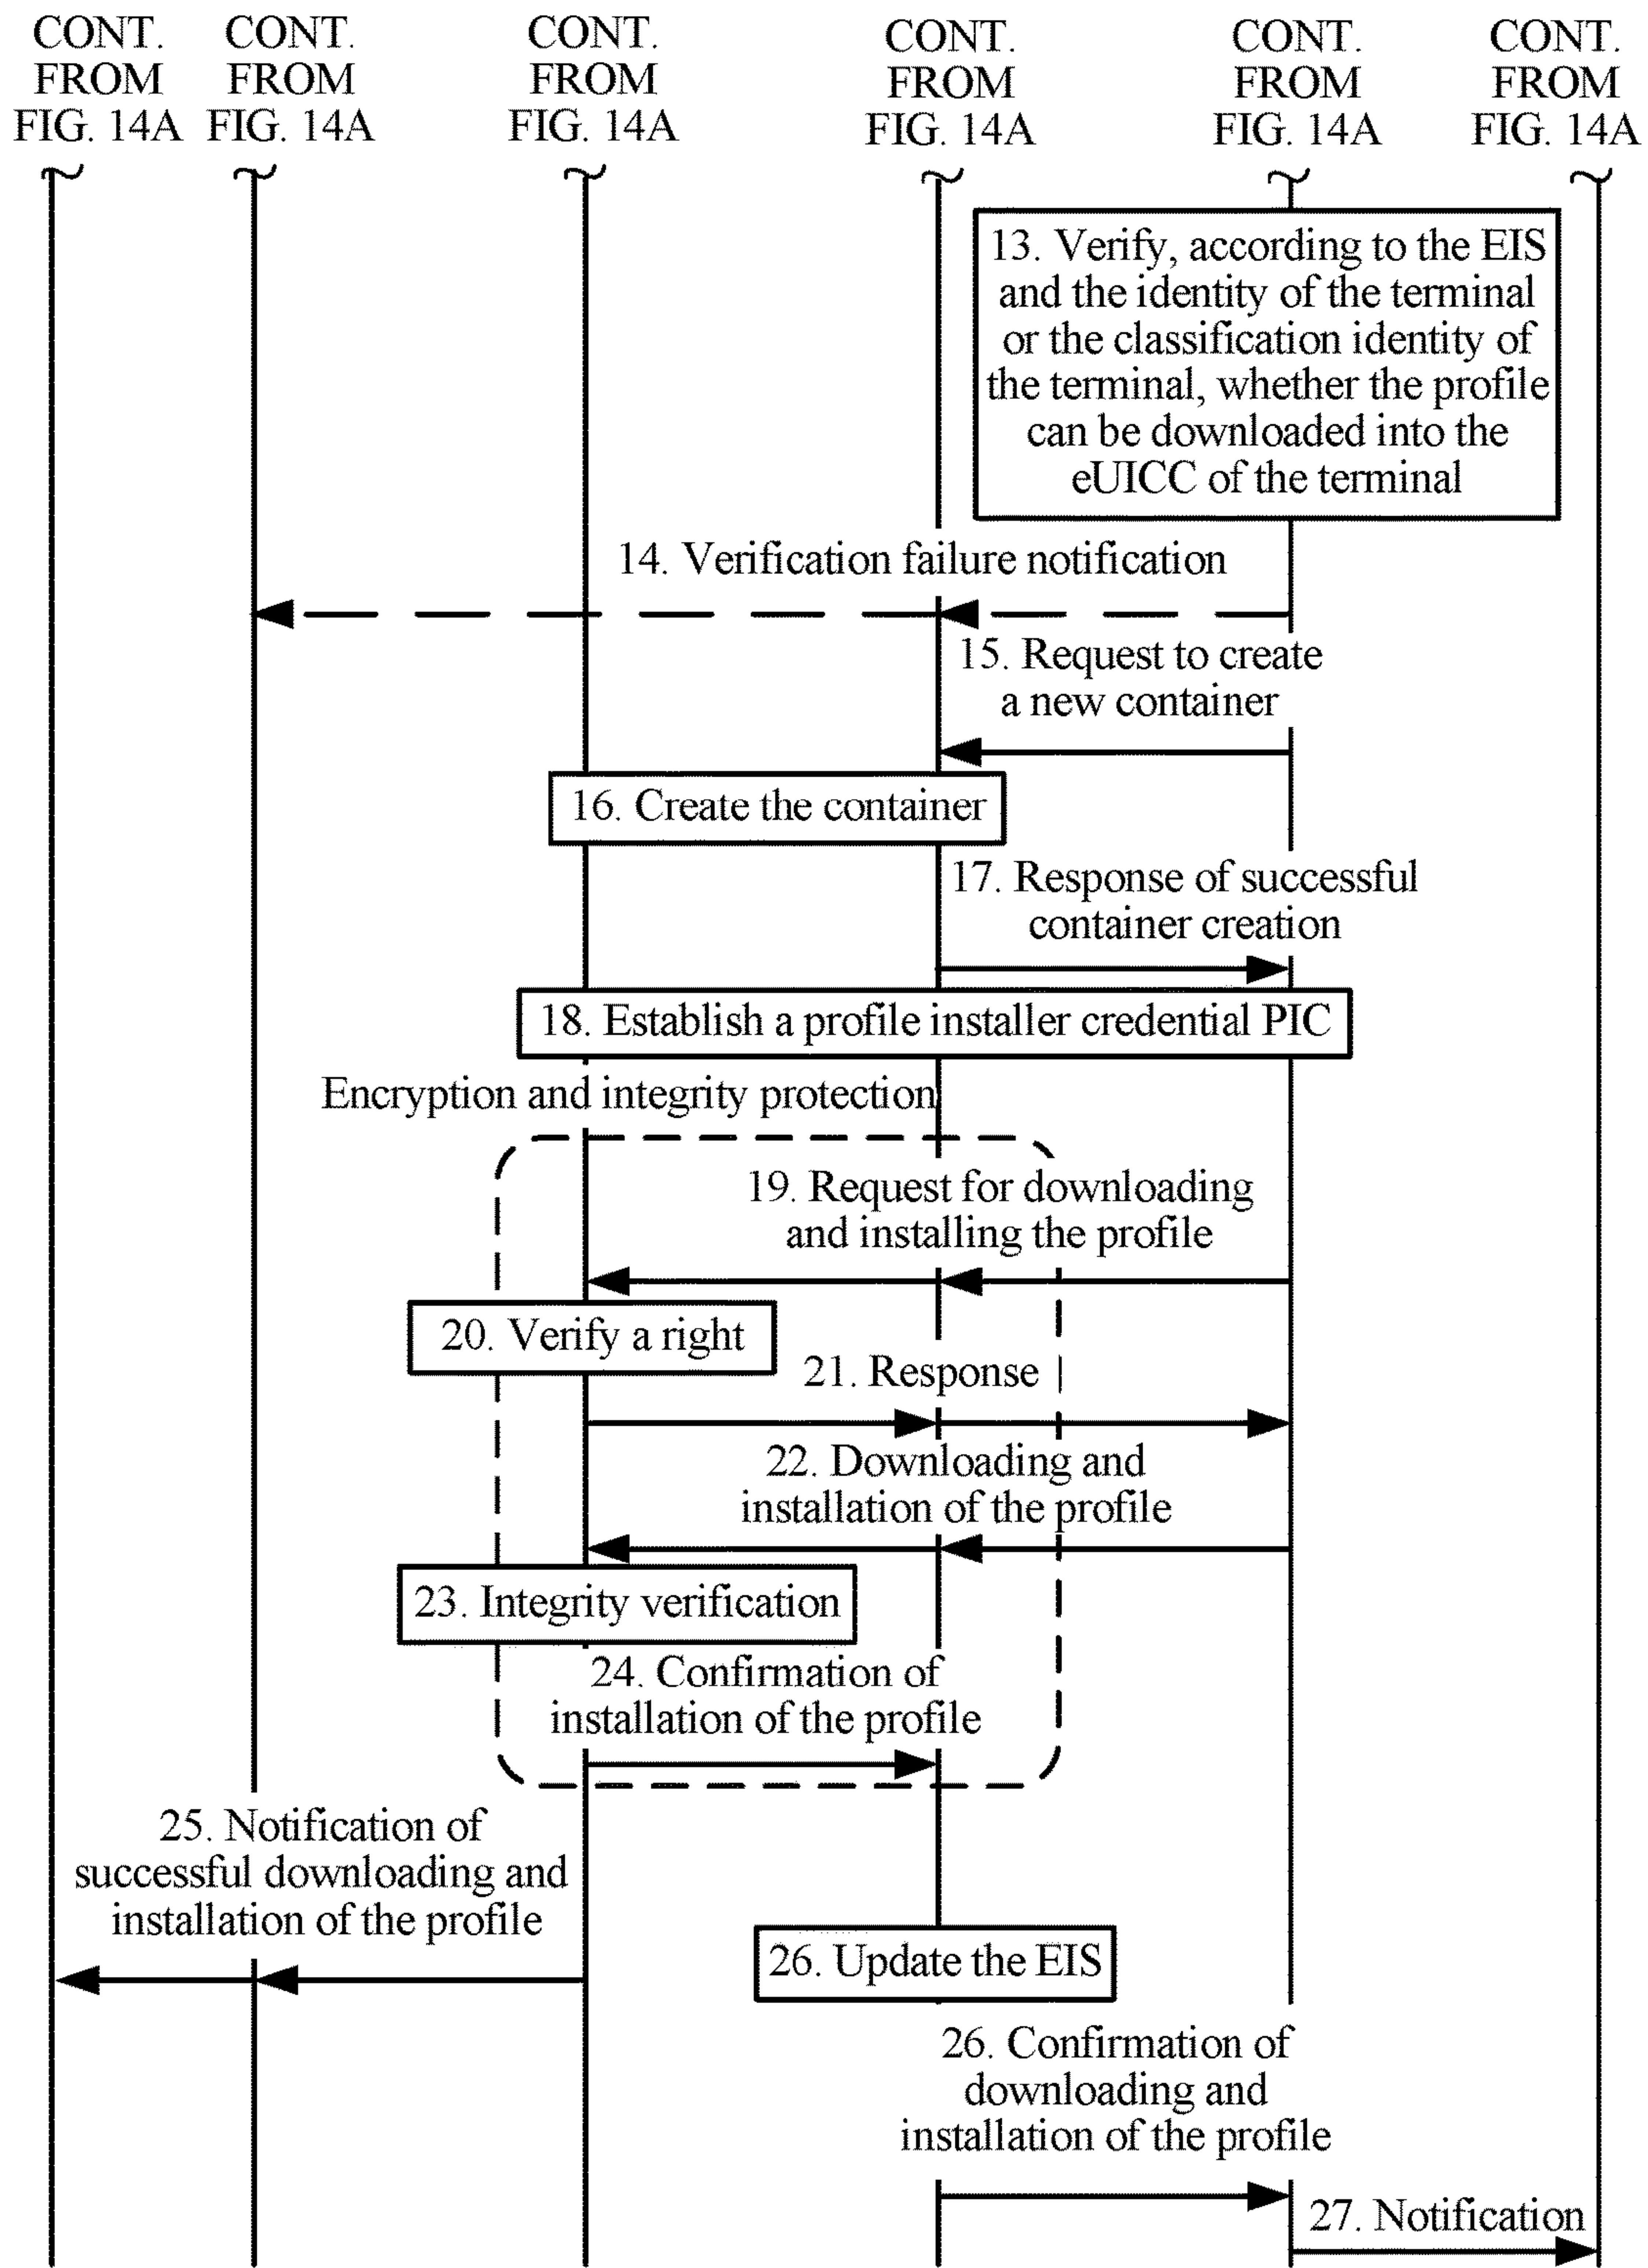 CONT.
FROM
FIG. 14A
CONT.
FROM
FIG. 14A
CONT.
FROM
FIG. 14A
CONT.
FROM
FIG. 14A
CONT.
FROM
FIG. 14A
CONT.
FROM
FIG. 14A
13. Verify, according to the EIS
and the identity of the terminal
or the classification identity of
the terminal, whether the profile
can be downloaded into the
eUICC of the terminal
14. Verification failure notification
15. Request to create
a new container
16. Create the container
17. Response of successful
container creation
18. Establish a profile installer credential PIC
Encryption and integrity protection
19. Request for downloading
and installing the profile
20. Verify a right
21. Response
22. Downloading and
installation of the profile
23. Integrity verification
24. Confirmation of
installation of the profile
25. Notification of
successful downloading and
installation of the profile
26. Update the EIS
26. Confirmation of
downloading and
installation of the profile
27. Notification